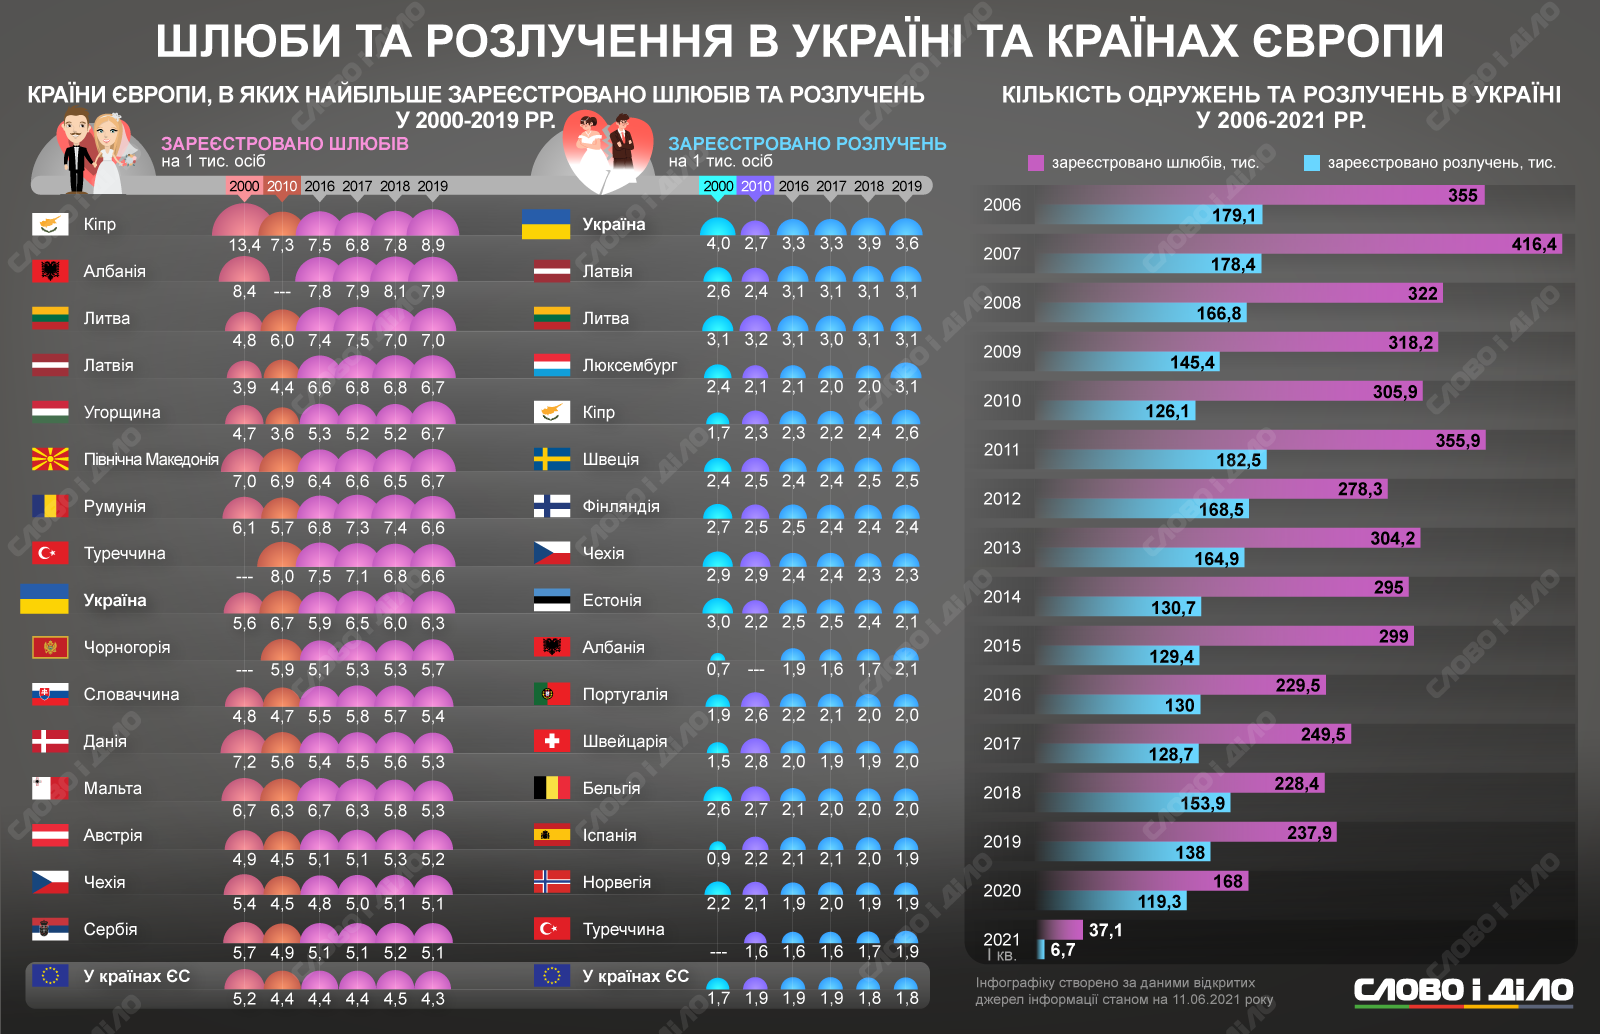 ШЛЮБИ ТА РОЗЛУЧЕННЯ В УКРАЇНІ ТА КРАЇНАХ ЄВРОПИ
КРАЇНИ ЄВРОПИ, В ЯКИХ НАЙБІЛЬШЕ ЗАРЕЄСТРОВАНО ШЛЮБІВ ТА РОЗЛУЧЕНЬ
У 2000-2019 РР.
ЗАРЕЄСТРОВАНО ШЛЮБІВ
на 1 тис. осіб
2000 2010 2016 2017 2018 2019
Кіпр
13,4 7,3 7,5 6,8 7,8 8,9
Албанія
8,4 --- 7,8 7,9 8,1 7,9
Литва
4,8 6,0 7,4 7,5 7,0 7,0
Латвія
3,9 4,4 6,6 6,8 6,8 6,7
Угорщина
4,7 3,6 5,3 5,2 5,2 6,7
Північна Македонія
7,0 6,9 6,4 6,6 6,5 6,7
Румунія
6,1 5,7 6,8 7,3 7,4 6,6
Туреччина
--- 8,0 7,5 7,1 6,8 6,6
Україна
5,6 6,7 5,9 6,5 6,0 6,3
Чорногорія
--- 5,9 5,1 5,3 5,3 5,7
Словаччина
4,8 4,7 5,5 5,8 5,7 5,4
Данія
7,2 5,6 5,4 5,5 5,6 5,3
Мальта
6,7 6,3 6,7 6,3 5,8 5,3
Австрія
4,9 4,5 5,1 5,1 5,3 5,2
Чехія
5,4 4,5 4,8 5,0 5,1 5,1
Сербія
5,7 4,9 5,1 5,1 5,2 5,1
У країнах ЄС
5,2 4,4 4,4 4,4 4,5 4,3
ЗАРЕЄСТРОВАНО РОЗЛУЧЕНЬ
на 1 тис. осіб
2000 2010 2016 2017 2018 2019
Україна
4,0 2,7 3,3 3,3 3,9 3,6
Латвія
2,6 2,4 3,1 3,1 3,1 3,1
Литва
3,1 3,2 3,1 3,0 3,1 3,1
Люксембург
2,4 2,1 2,1 2,0 2,0 3,1
Кіпр
1,7 2,3 2,3 2,2 2,4 2,6
Швеція
2,4 2,5 2,4 2,4 2,5 2,5
Фінляндія
2,7 2,5 2,5 2,4 2,4 2,4
Чехія
2,9 2,9 2,4 2,4 2,3 2,3
Естонія
3,0 2,2 2,5 2,5 2,4 2,1
Албанія
0,7 --- 1,9 1,6 1,7 2,1
Португалія
1,9 2,6 2,2 2,1 2,0 2,0
Швейцарія
1,5 2,8 2,0 1,9 1,9 2,0
Бельгія
2,6 2,7 2,1 2,0 2,0 2,0
Іспанія
0,9 2,2 2,1 2,1 2,0 1,9
Норвегія
2,2 2,1 1,9 2,0 1,9 1,9
Туреччина
--- 1,6 1,6 1,6 1,7 1,9
У країнах ЄС
1,7 1,9 1,9 1,9 1,8 1,8
КІЛЬКІСТЬ ОДРУЖЕНЬ ТА РОЗЛУЧЕНЬ В УКРАЇНІ
У 2006-2021 РР.
зареєстровано шлюбів, тис. зареєстровано розлучень, тис.
2006 355
179,1
2007 416,4
178,4
2008 322
166,8
2009 318,2
145,4
2010 305,9
126,1
2011 355,9
182,5
2012 278,3
168,5
2013 304,2
164,9
2014 295
130,7
2015 299
129,4
2016 229,5
130
2017 249,5
128,7
2018 228,4
153,9
2019 237,9
138
2020 168
119,3
2021 37,1
I кв. 6,7
Інфографіку створено за даними відкритих
джерел інформації станом на 11.06.2021 року
СЛОВО І ДІЛО